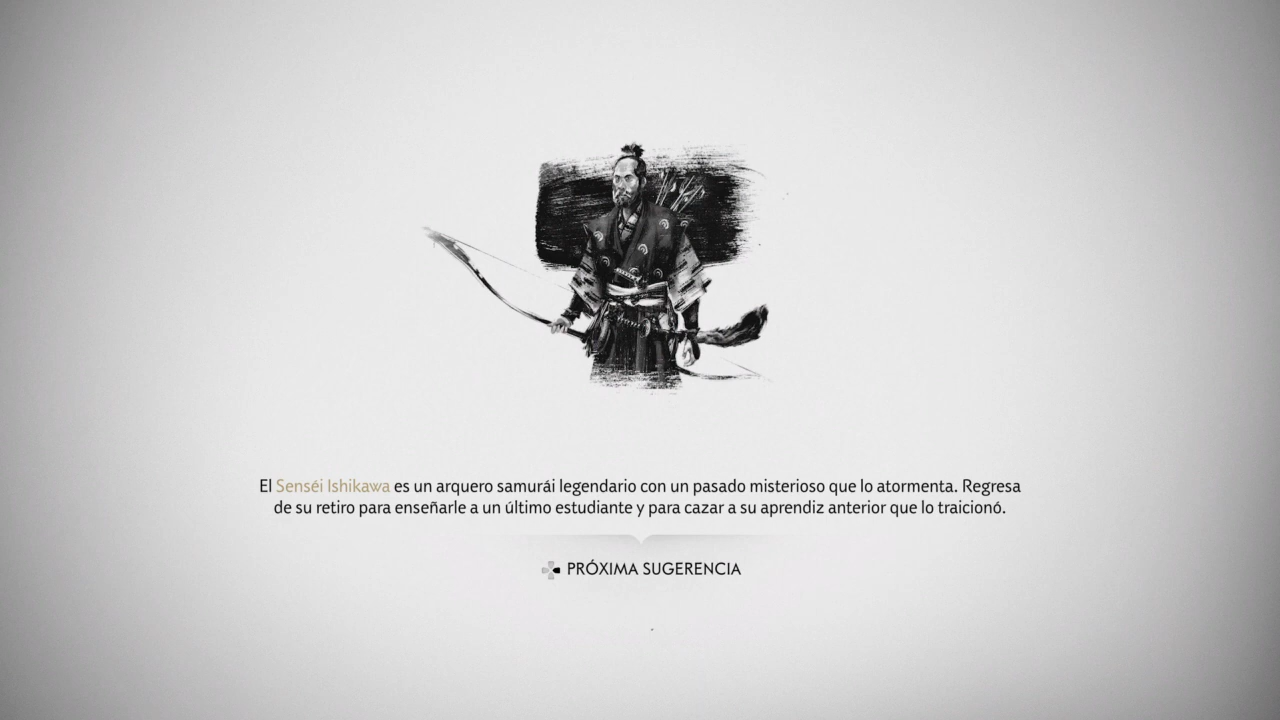 El Senséi Ishikawa es un arquero samurái legendario con un pasado misterioso que lo atormenta. Regresa
de su retiro para enseñarle a un último estudiante y para cazar a su aprendiz anterior que lo traicionó.
PRÓXIMA SUGERENCIA